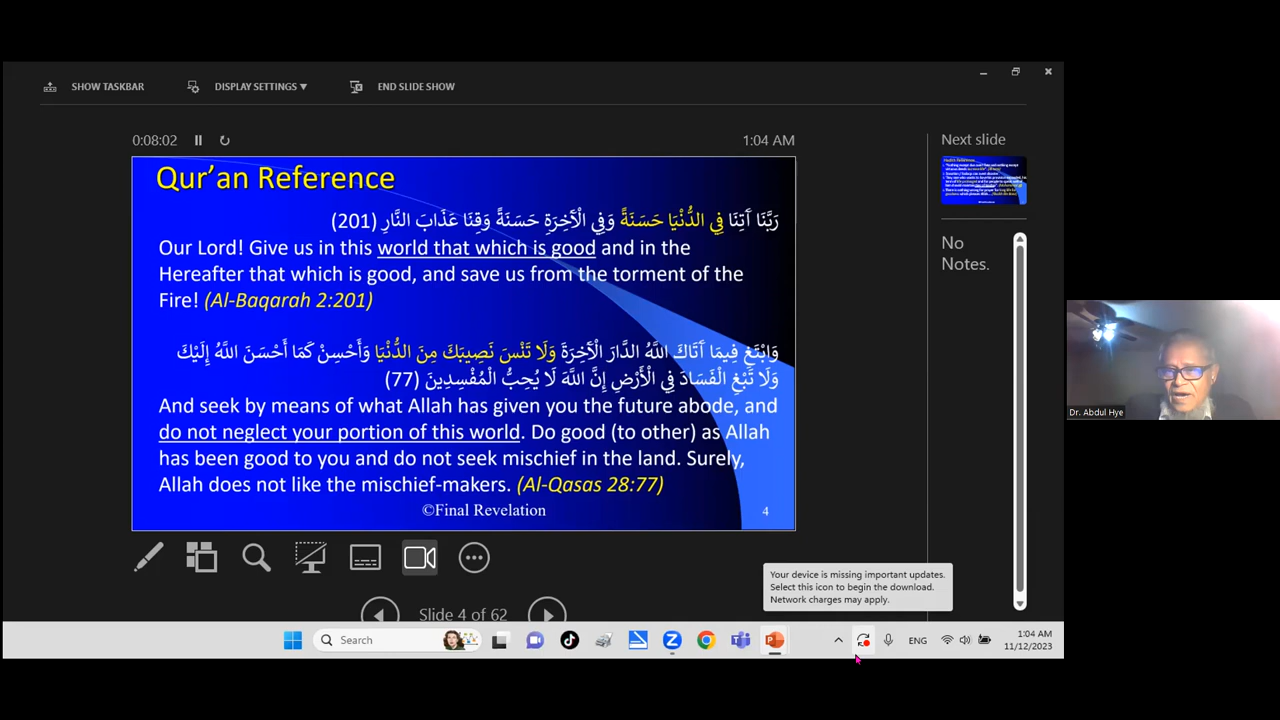 SHOW TASKBAR
DISPLAY SETTINGS ▾
END SLIDE SHOW
0:08:02
1:04 AM
Next slide
Qur’an Reference
رَبَّنَا آَتِنَا فِي الدُّنْيَا حَسَنَةً وَفِي الْآَخِرَةِ حَسَنَةً وَقِنَا عَذَابَ النَّارِ (201)
Our Lord! Give us in this world that which is good and in the
Hereafter that which is good, and save us from the torment of the
Fire! (Al-Baqarah 2:201)
وَابْتَغِ فِيمَا آَتَاكَ اللَّهُ الدَّارَ الْآَخِرَةَ وَلَا تَنْسَ نَصِيبَكَ مِنَ الدُّنْيَا وَأَحْسِنْ كَمَا أَحْسَنَ اللَّهُ إِلَيْكَ
وَلَا تَبْغِ الْفَسَادَ فِي الْأَرْضِ إِنَّ اللَّهَ لَا يُحِبُّ الْمُفْسِدِينَ (77)
And seek by means of what Allah has given you the future abode, and
do not neglect your portion of this world. Do good (to other) as Allah
has been good to you and do not seek mischief in the land. Surely,
Allah does not like the mischief-makers. (Al-Qasas 28:77)
©Final Revelation
4
No
Notes.
Dr. Abdul Hye
Your device is missing important updates.
Select this icon to begin the download.
Network charges may apply.
Slide 4 of 62
Search
ENG
1:04 AM
11/12/2023